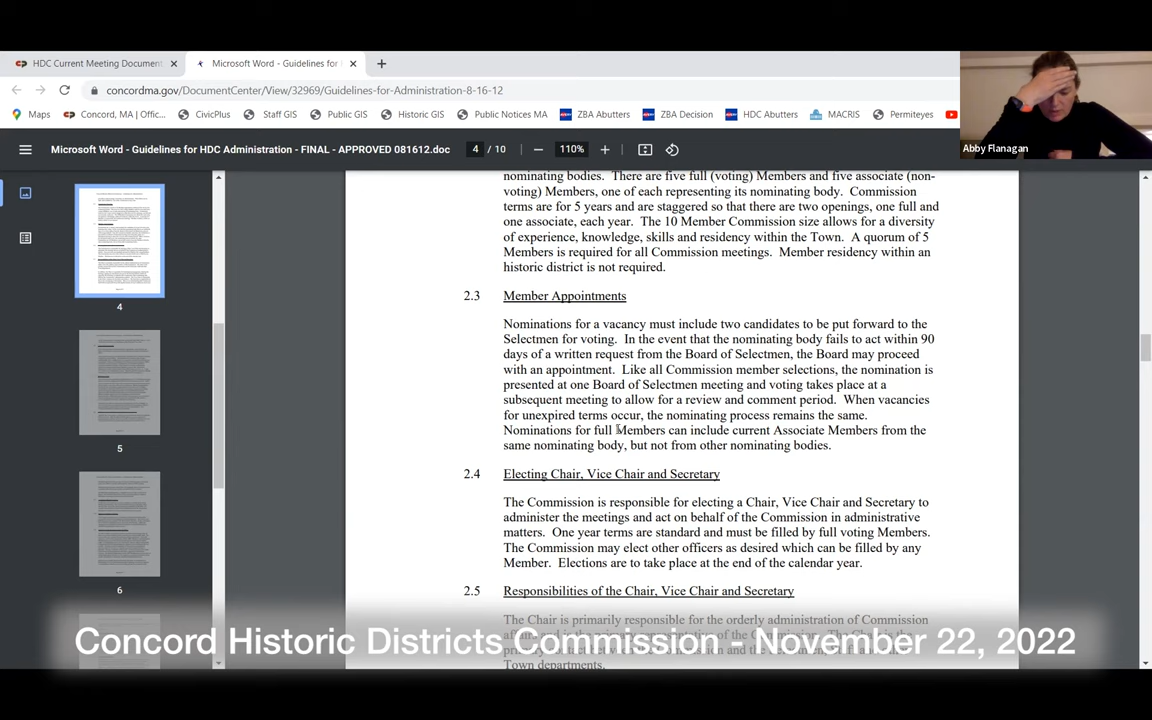 HDC Current Meeting Document
Microsoft Word - Guidelines for
concordma.gov/DocumentCenter/View/32969/Guidelines-for-Administration-8-16-12
Maps
Concord, MA | Offic...
CivicPlus
Staff GIS
Public GIS
Historic GIS
Public Notices MA
ZBA Abutters
ZBA Decision
HDC Abutters
MACRIS
Permiteyes
Abby Flanagan
Microsoft Word - Guidelines for HDC Administration - FINAL - APPROVED 081612.doc
4 / 10
110%
4
5
6
nominating bodies. There are five full (voting) Members and five associate (non-
voting) Members, one of each representing its nominating body. Commission
terms are for 5 years and are staggered so that there are two openings, one full and
one associate, each year. The 10 Member Commission size allows for a diversity
of experience, knowledge, skills and residency within the Town. A quorum of 5
Members is required for all Commission meetings. Member residency within an
historic district is not required.
2.3 Member Appointments
Nominations for a vacancy must include two candidates to be put forward to the
Selectmen for voting. In the event that the nominating body fails to act within 90
days of a written request from the Board of Selectmen, the Board may proceed
with an appointment. Like all Commission member selections, the nomination is
presented at one Board of Selectmen meeting and voting takes place at a
subsequent meeting to allow for a review and comment period. When vacancies
for unexpired terms occur, the nominating process remains the same.
Nominations for full Members can include current Associate Members from the
same nominating body, but not from other nominating bodies.
2.4 Electing Chair, Vice Chair and Secretary
The Commission is responsible for electing a Chair, Vice Chair and Secretary to
administer the meetings and act on behalf of the Commission in administrative
matters. One year terms are standard and must be filled by full voting Members.
The Commission may elect other officers as desired which can be filled by any
Member. Elections are to take place at the end of the calendar year.
2.5 Responsibilities of the Chair, Vice Chair and Secretary
The Chair is primarily responsible for the orderly administration of Commission
Town departments.
Concord Historic Districts Commission - November 22, 2022